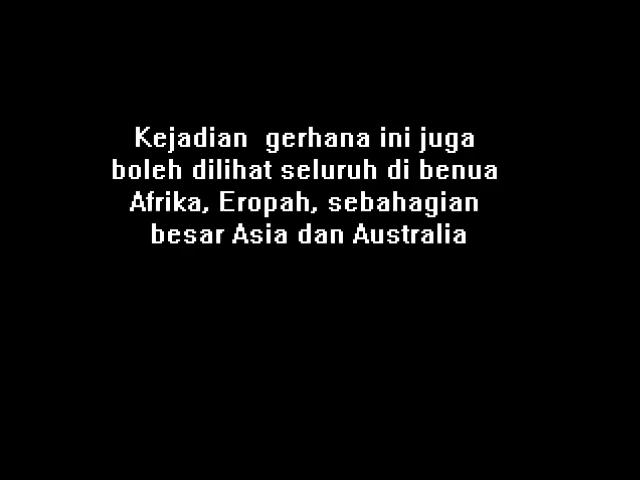 Kejadian  gerhana ini juga
boleh dilihat seluruh di benua
Afrika, Eropah, sebahagian
besar Asia dan Australia